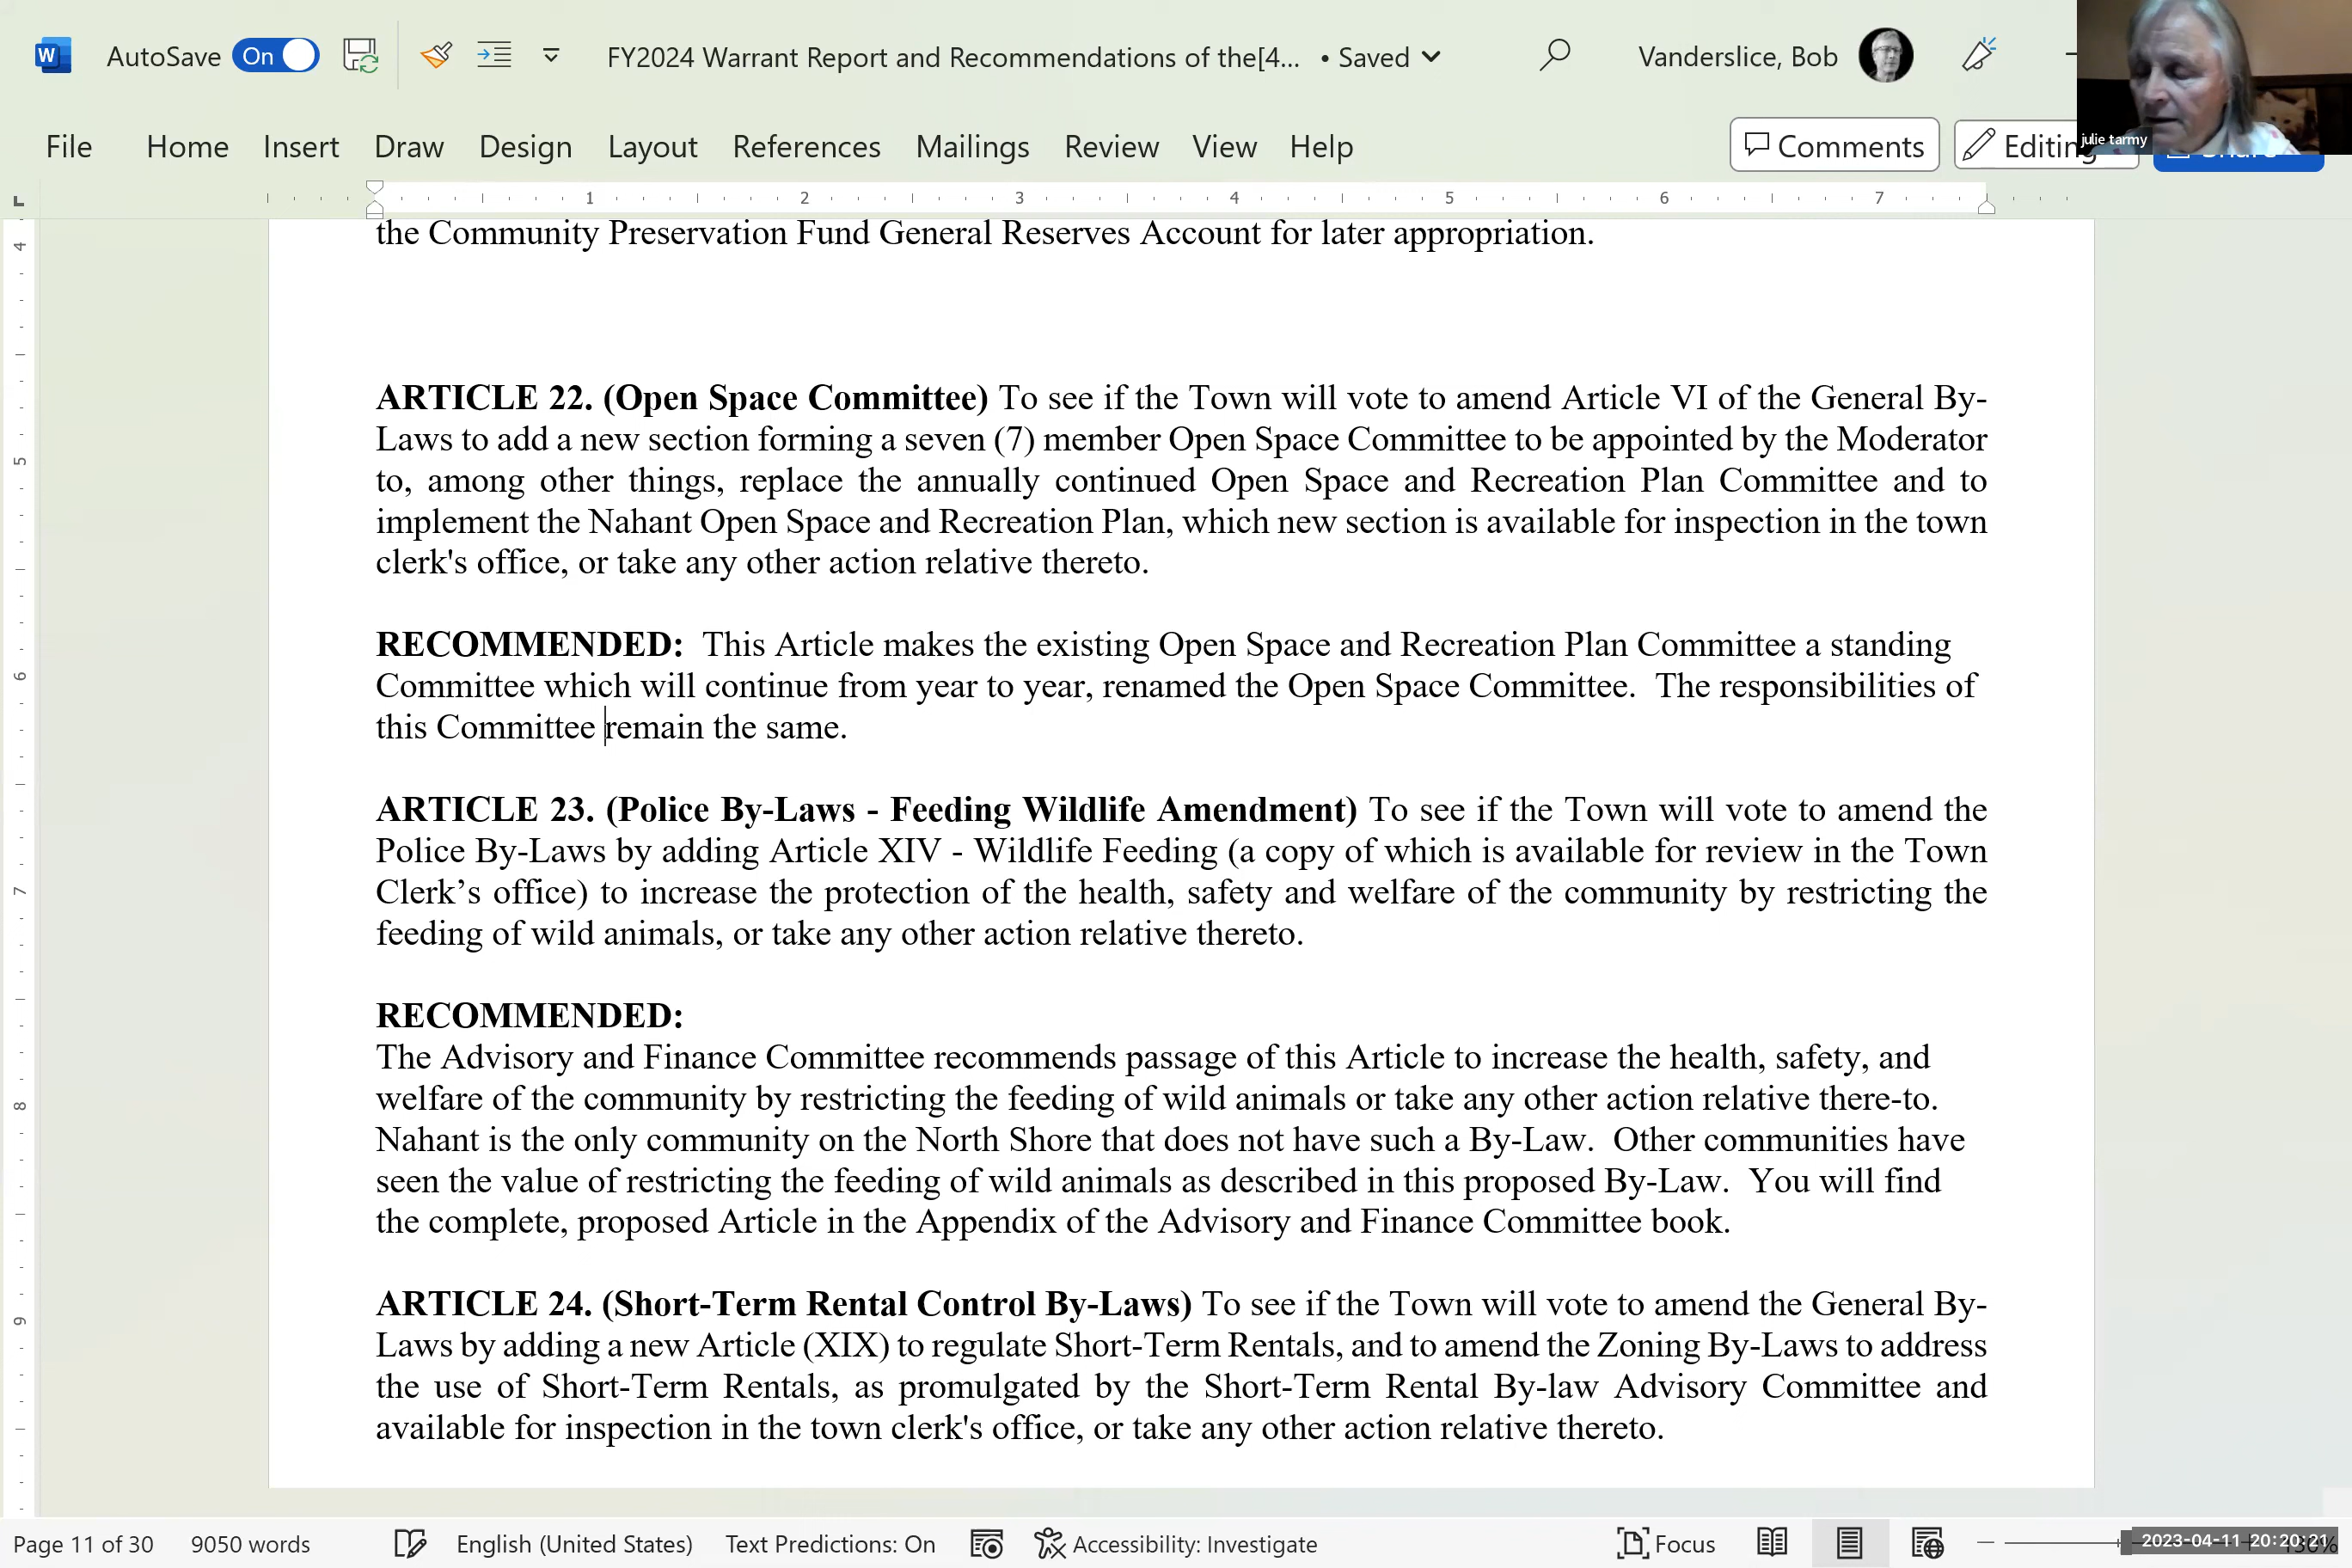 AutoSave On FY2024 Warrant Report and Recommendations of the[4... • Saved Vanderslice, Bob
julie tarmy
File Home Insert Draw Design Layout References Mailings Review View Help Comments Editing
1 2 3 4 5 6 7
4
5
6
7
8
9
the Community Preservation Fund General Reserves Account for later appropriation.
ARTICLE 22. (Open Space Committee) To see if the Town will vote to amend Article VI of the General By-
Laws to add a new section forming a seven (7) member Open Space Committee to be appointed by the Moderator
to, among other things, replace the annually continued Open Space and Recreation Plan Committee and to
implement the Nahant Open Space and Recreation Plan, which new section is available for inspection in the town
clerk's office, or take any other action relative thereto.
RECOMMENDED: This Article makes the existing Open Space and Recreation Plan Committee a standing
Committee which will continue from year to year, renamed the Open Space Committee. The responsibilities of
this Committee remain the same.
ARTICLE 23. (Police By-Laws - Feeding Wildlife Amendment) To see if the Town will vote to amend the
Police By-Laws by adding Article XIV - Wildlife Feeding (a copy of which is available for review in the Town
Clerk’s office) to increase the protection of the health, safety and welfare of the community by restricting the
feeding of wild animals, or take any other action relative thereto.
RECOMMENDED:
The Advisory and Finance Committee recommends passage of this Article to increase the health, safety, and
welfare of the community by restricting the feeding of wild animals or take any other action relative there-to.
Nahant is the only community on the North Shore that does not have such a By-Law. Other communities have
seen the value of restricting the feeding of wild animals as described in this proposed By-Law. You will find
the complete, proposed Article in the Appendix of the Advisory and Finance Committee book.
ARTICLE 24. (Short-Term Rental Control By-Laws) To see if the Town will vote to amend the General By-
Laws by adding a new Article (XIX) to regulate Short-Term Rentals, and to amend the Zoning By-Laws to address
the use of Short-Term Rentals, as promulgated by the Short-Term Rental By-law Advisory Committee and
available for inspection in the town clerk's office, or take any other action relative thereto.
Page 11 of 30 9050 words English (United States) Text Predictions: On Accessibility: Investigate Focus 2023-04-11 20:20:21